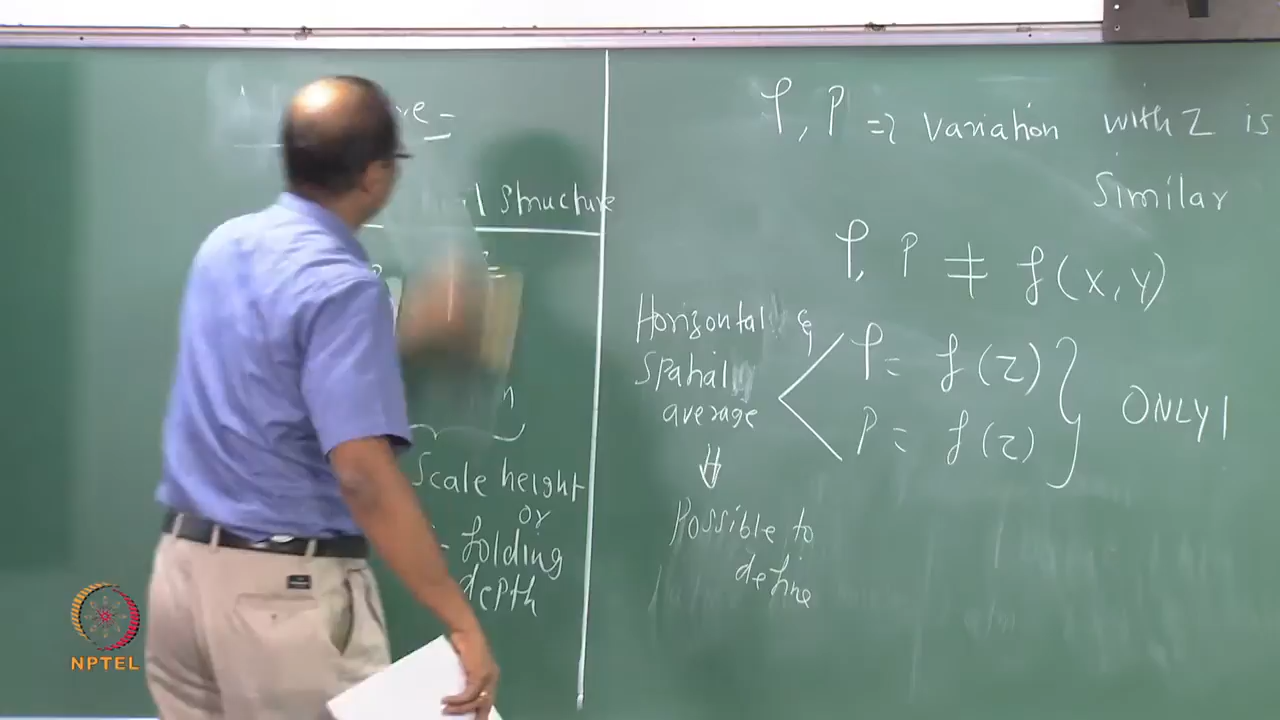 structure
Scale height
or
- folding
depth
ρ, P => Variation with Z is
Similar
ρ, P ≠ f(x, y)
Horizontal &
Spatial
average
ρ = f(z)
P = f(z)
ONLY!
⇓
Possible to
define
NPTEL